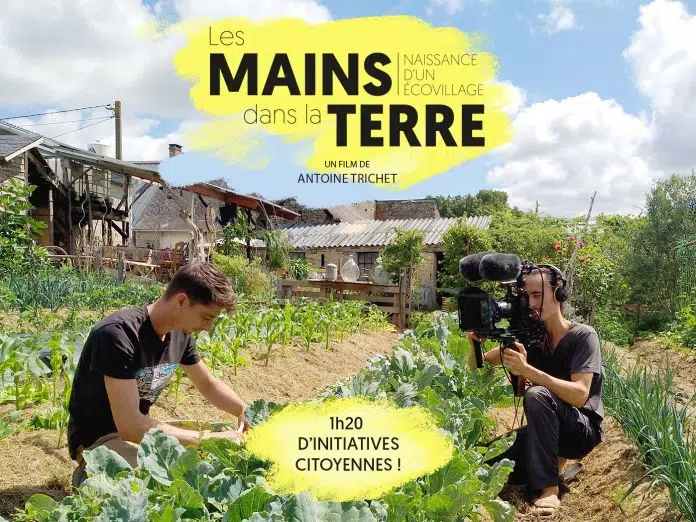 Les
MAINS
dans la TERRE
NAISSANCE
D'UN
ÉCOVILLAGE
UN FILM DE
ANTOINE TRICHET
1h20
D'INITIATIVES
CITOYENNES !